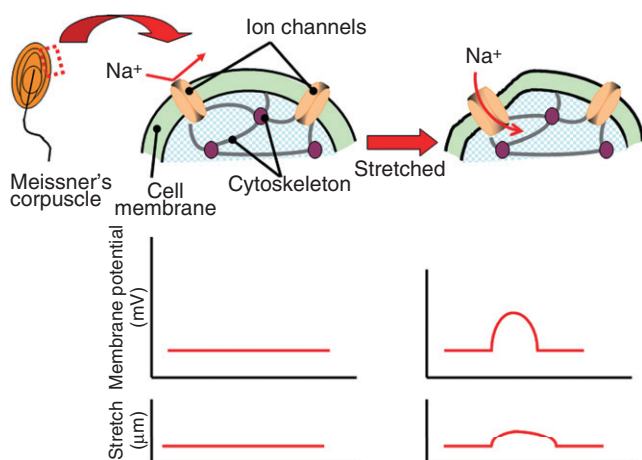 Ion channels
Na⁺
Na⁺
Meissner's
corpuscle
Cell
membrane
Cytoskeleton
Stretched
Membrane potential
(mV)
Stretch
(μm)